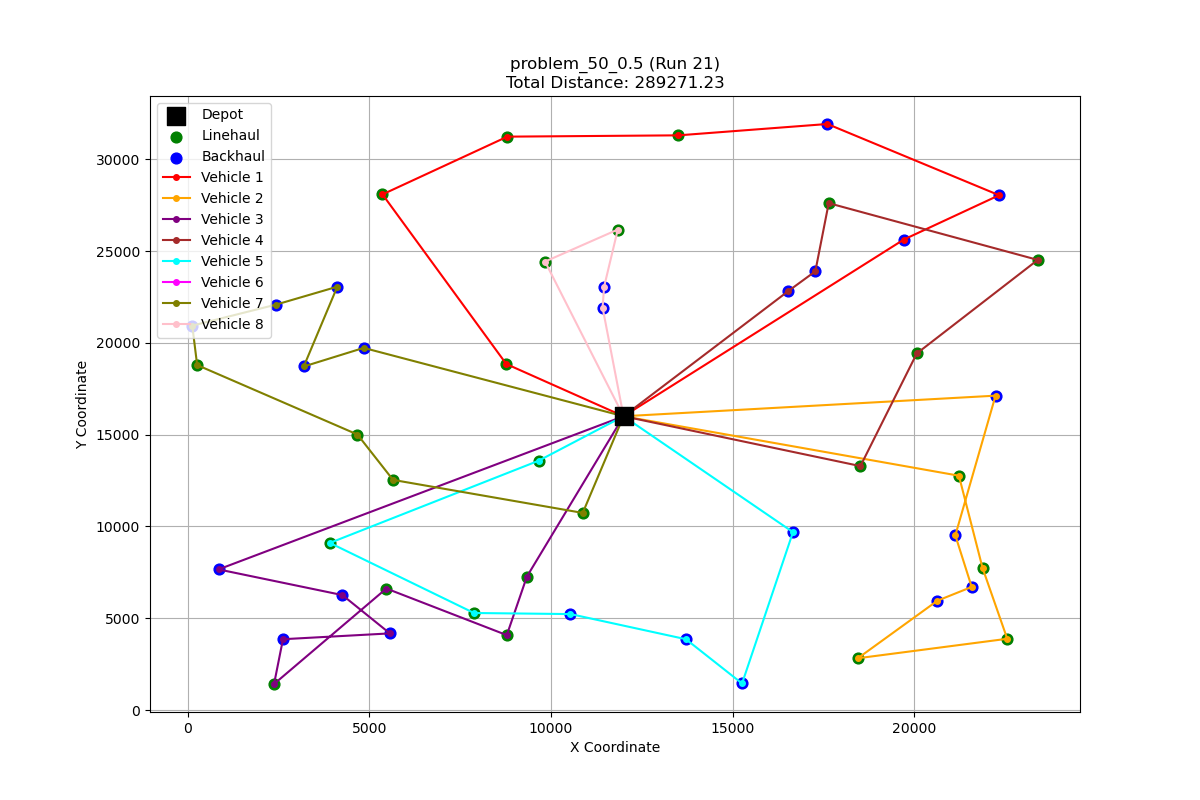 problem_50_0.5 (Run 21)
Total Distance: 289271.23
Depot
Linehaul
Backhaul
Vehicle 1
Vehicle 2
Vehicle 3
Vehicle 4
Vehicle 5
Vehicle 6
Vehicle 7
Vehicle 8
30000
25000
20000
15000
10000
5000
0
Y Coordinate
0 5000 10000 15000 20000
X Coordinate